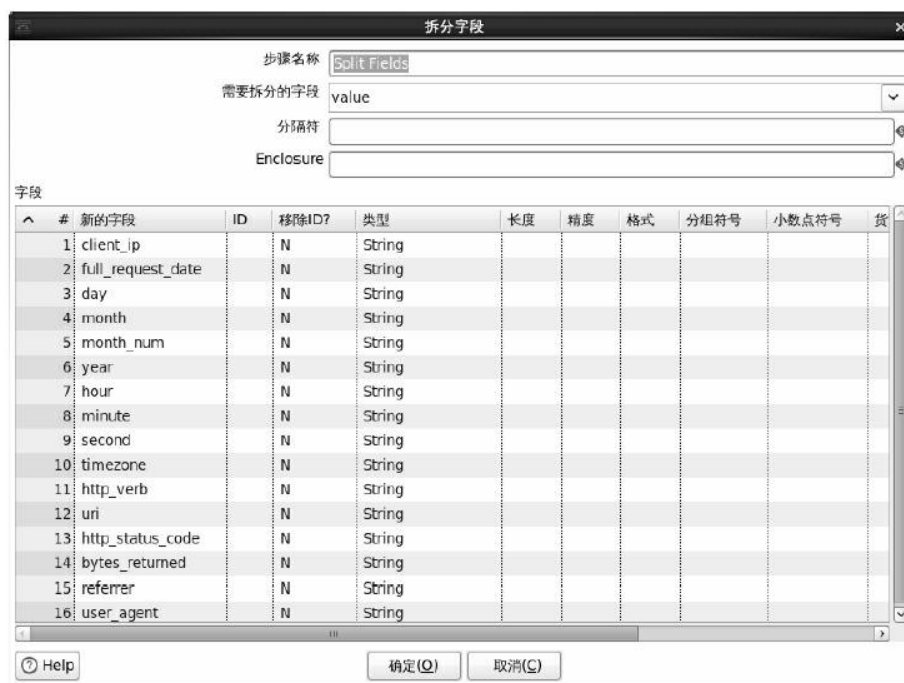 拆分字段
步骤名称 Split Fields
需要拆分的字段 value
分隔符
Enclosure
字段
# 新的字段 ID 移除ID? 类型 长度 精度 格式 分组符号 小数点符号 货
1 client_ip N String
2 full_request_date N String
3 day N String
4 month N String
5 month_num N String
6 year N String
7 hour N String
8 minute N String
9 second N String
10 timezone N String
11 http_verb N String
12 uri N String
13 http_status_code N String
14 bytes_returned N String
15 referrer N String
16 user_agent N String
Help 确定(O) 取消(C)